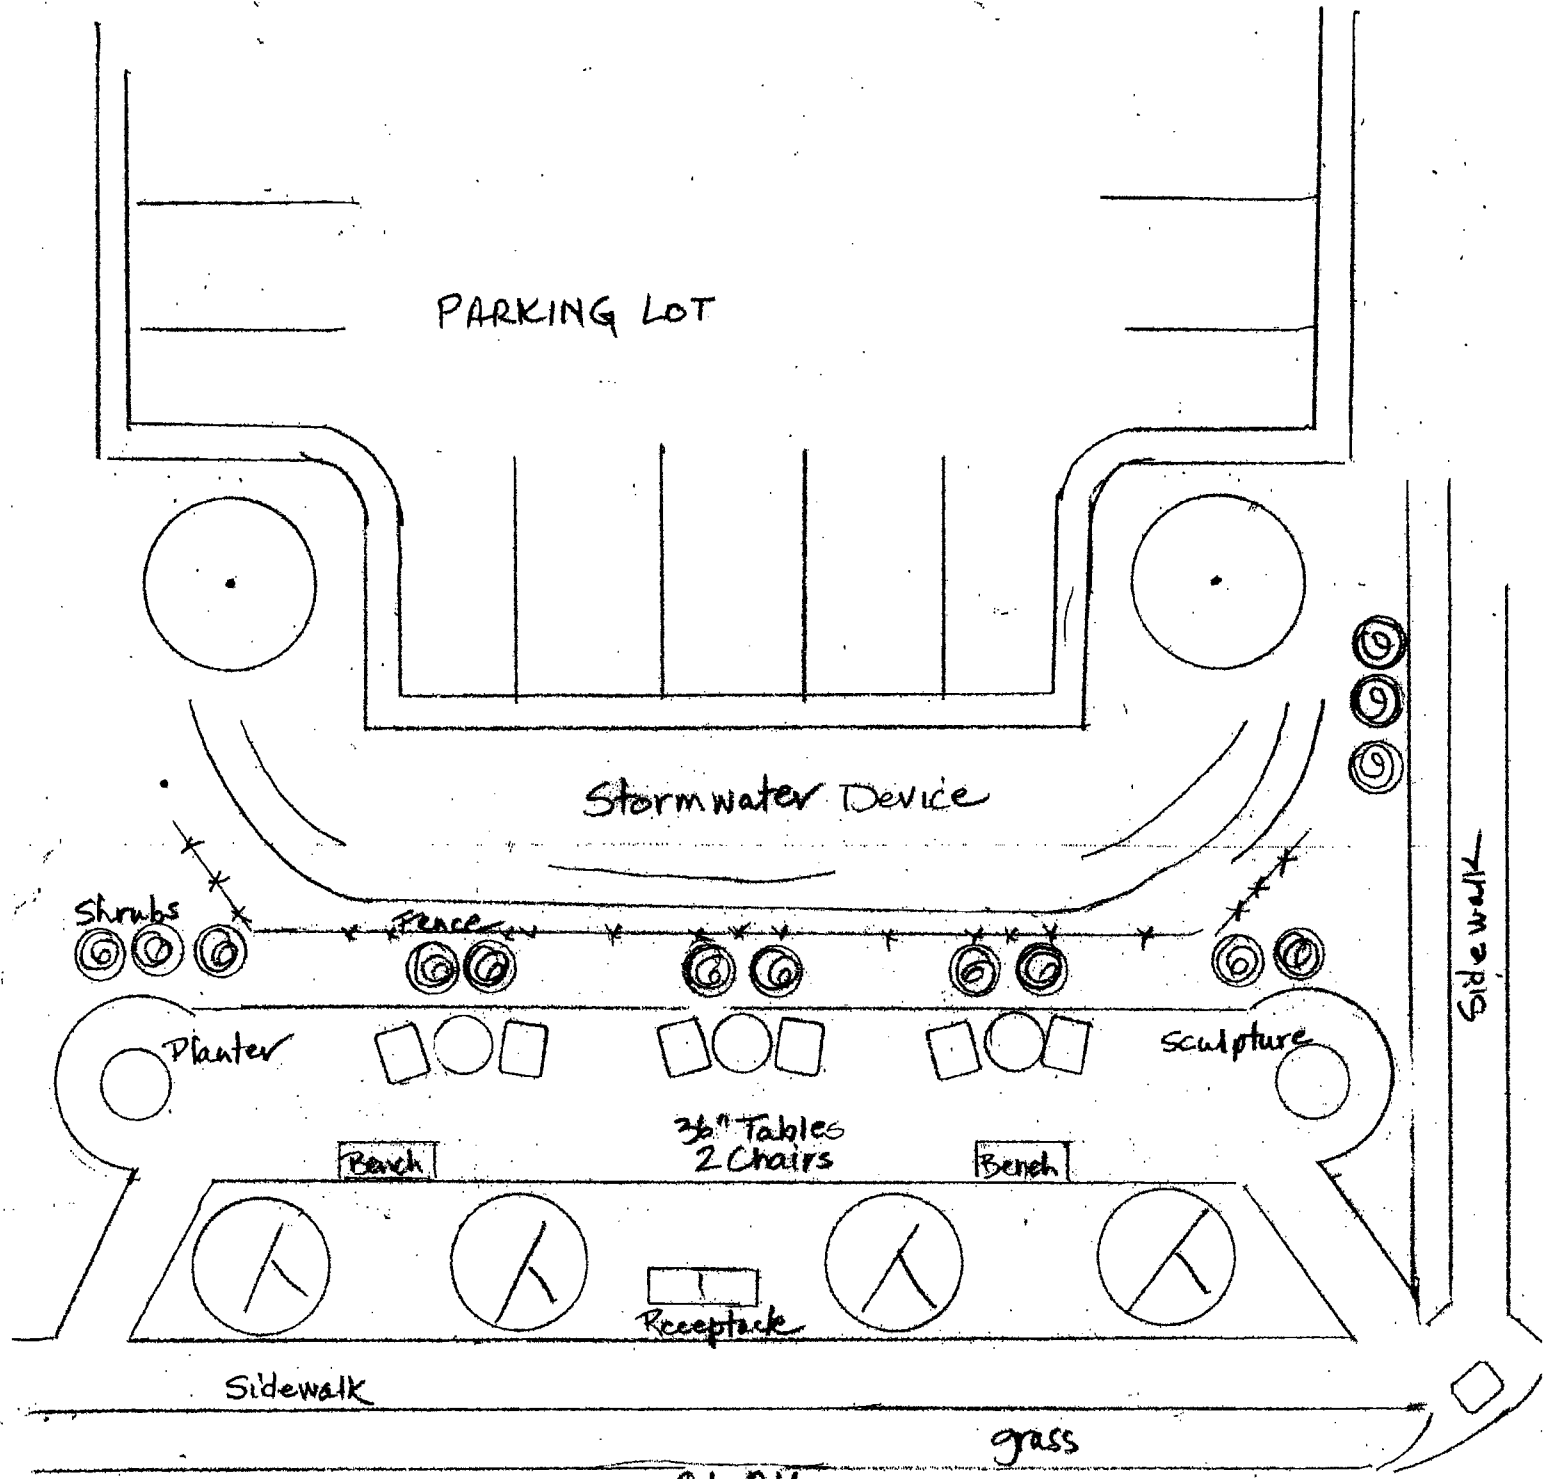 PARKING LOT
Stormwater Device
Shrubs
Fence
Sidewalk
Planter
Sculpture
36" Tables
2 Chairs
Bench
Bench
Receptacle
Sidewalk
grass